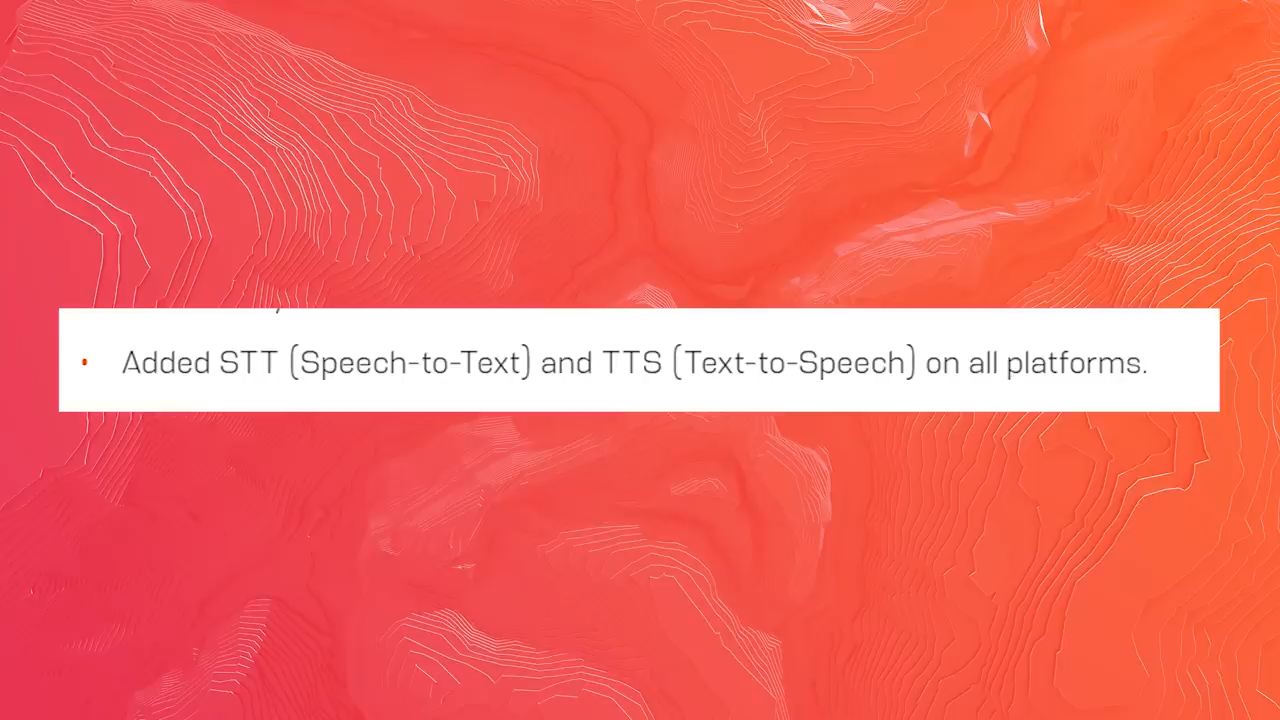 • Added STT (Speech-to-Text) and TTS (Text-to-Speech) on all platforms.